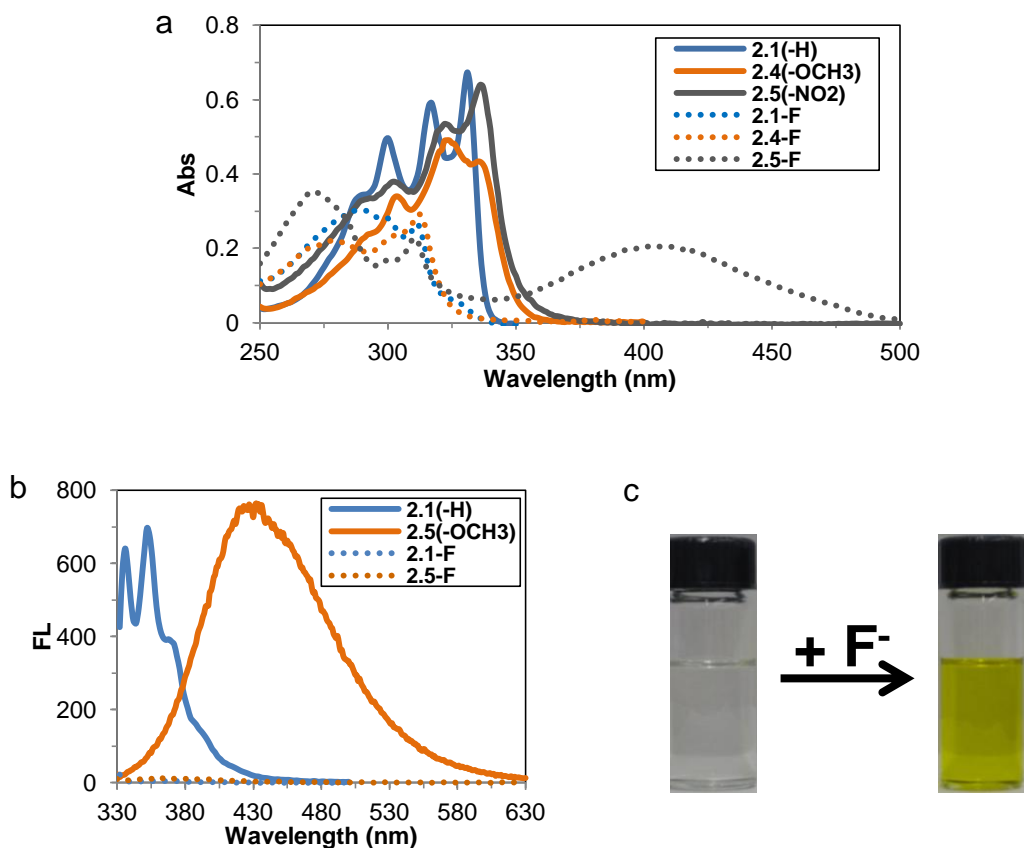 a
0.8
0.6
0.4
0.2
0
Abs
250 300 350 400 450 500
Wavelength (nm)
2.1(-H)
2.4(-OCH3)
2.5(-NO2)
2.1-F
2.4-F
2.5-F
b
800
600
400
200
0
FL
330 380 430 480 530 580 630
Wavelength (nm)
2.1(-H)
2.5(-OCH3)
2.1-F
2.5-F
c
+ F-